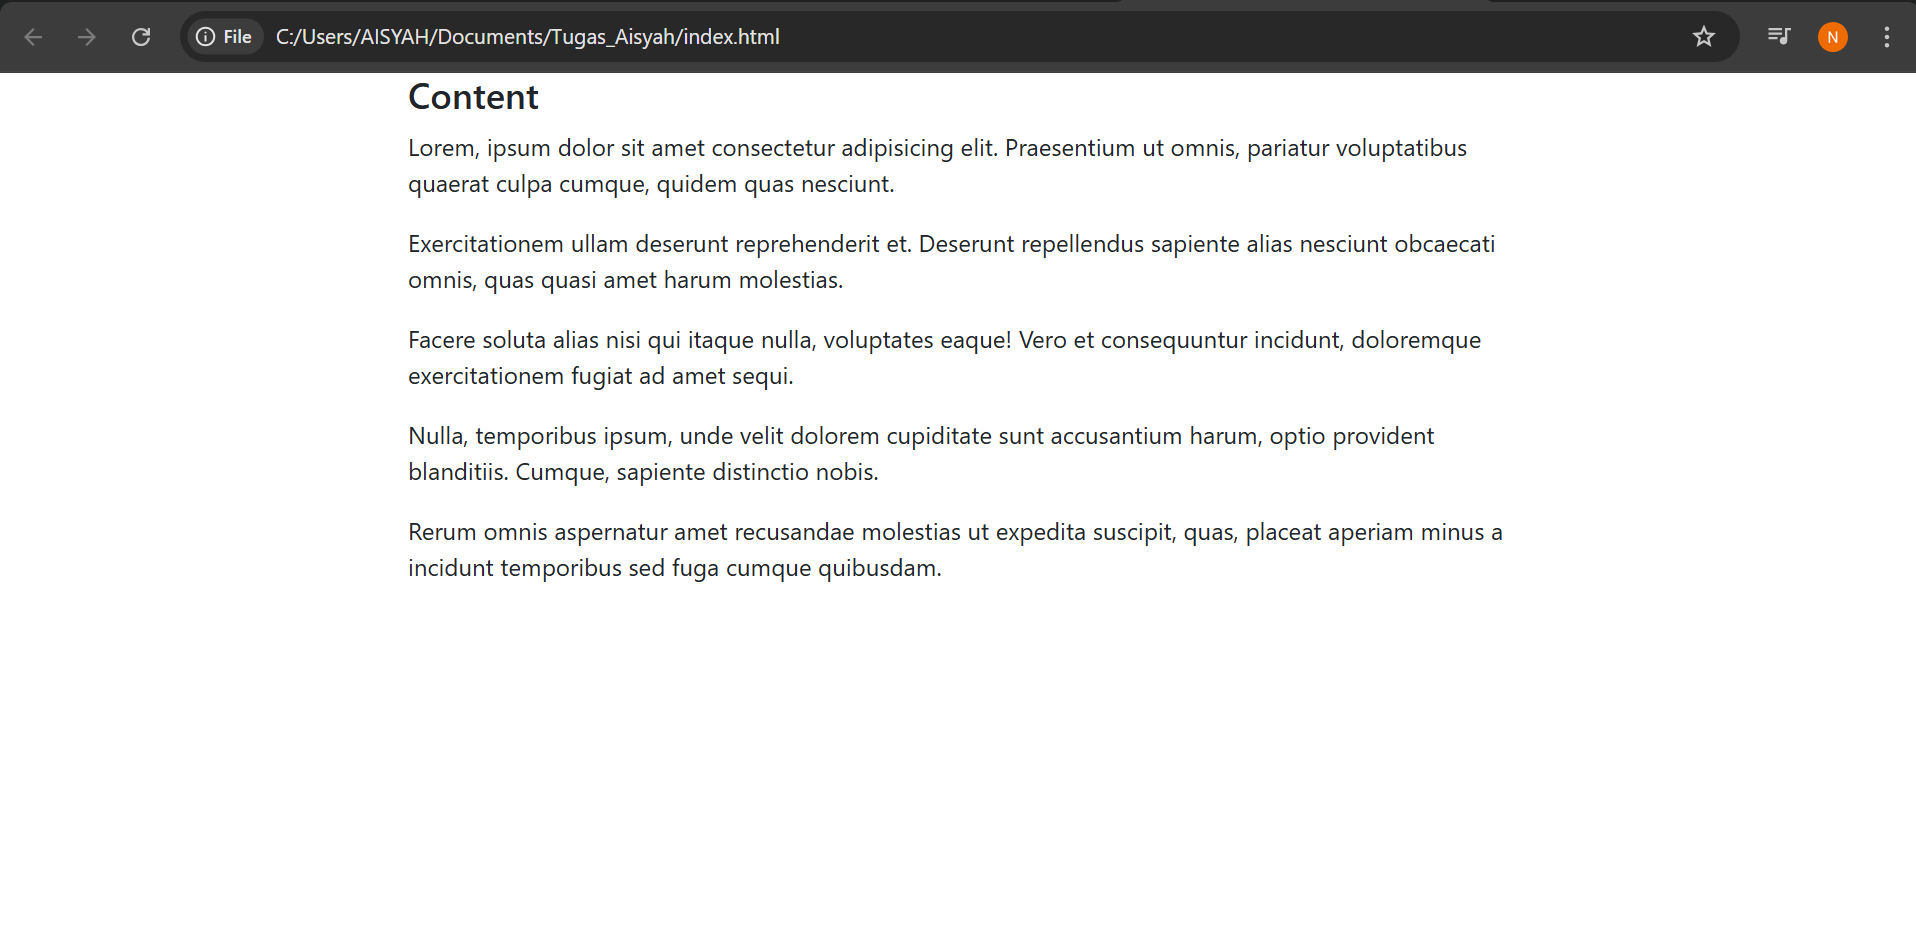 File
C:/Users/AISYAH/Documents/Tugas_Aisyah/index.html
N
Content
Lorem, ipsum dolor sit amet consectetur adipisicing elit. Praesentium ut omnis, pariatur voluptatibus
quaerat culpa cumque, quidem quas nesciunt.
Exercitationem ullam deserunt reprehenderit et. Deserunt repellendus sapiente alias nesciunt obcaecati
omnis, quas quasi amet harum molestias.
Facere soluta alias nisi qui itaque nulla, voluptates eaque! Vero et consequuntur incidunt, doloremque
exercitationem fugiat ad amet sequi.
Nulla, temporibus ipsum, unde velit dolorem cupiditate sunt accusantium harum, optio provident
blanditiis. Cumque, sapiente distinctio nobis.
Rerum omnis aspernatur amet recusandae molestias ut expedita suscipit, quas, placeat aperiam minus a
incidunt temporibus sed fuga cumque quibusdam.